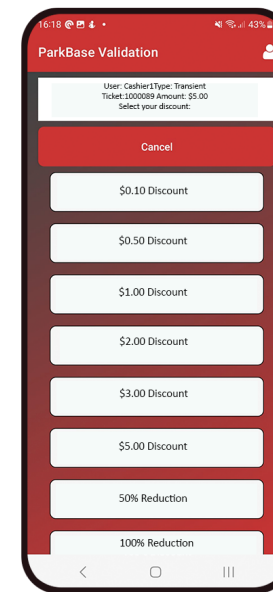 16:18 43%
ParkBase Validation
User: Cashier1Type: Transient
Ticket:1000089 Amount: $5.00
Select your discount:
Cancel
$0.10 Discount
$0.50 Discount
$1.00 Discount
$2.00 Discount
$3.00 Discount
$5.00 Discount
50% Reduction
100% Reduction